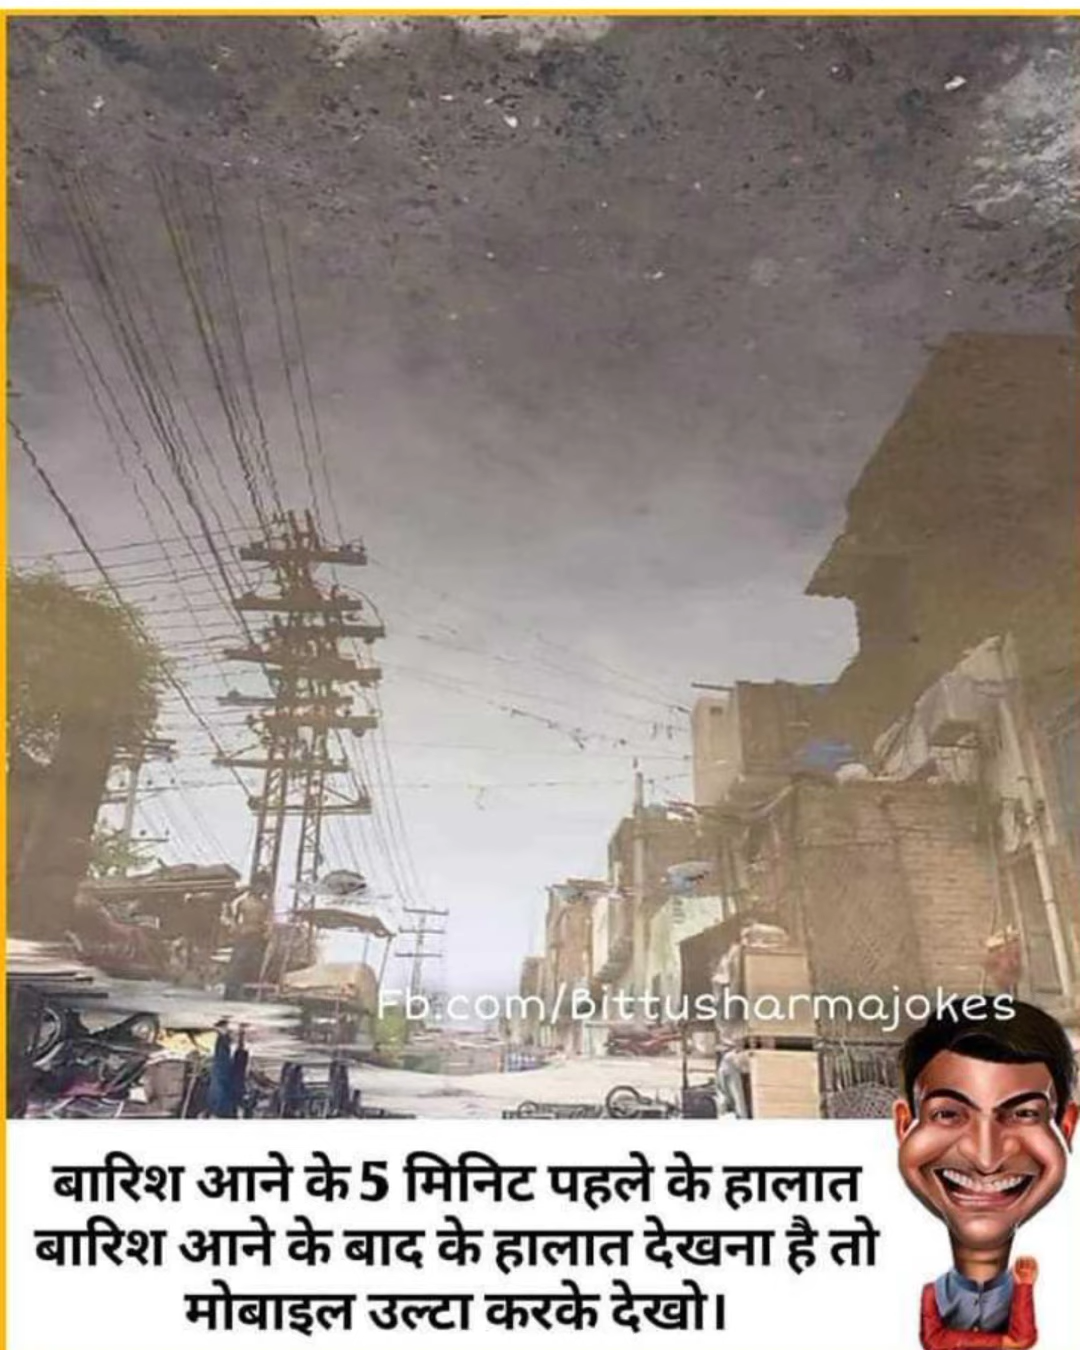 Fb.com/Bittusharmajokes
बारिश आने के 5 मिनिट पहले के हालात
बारिश आने के बाद के हालात देखना है तो
मोबाइल उल्टा करके देखो।